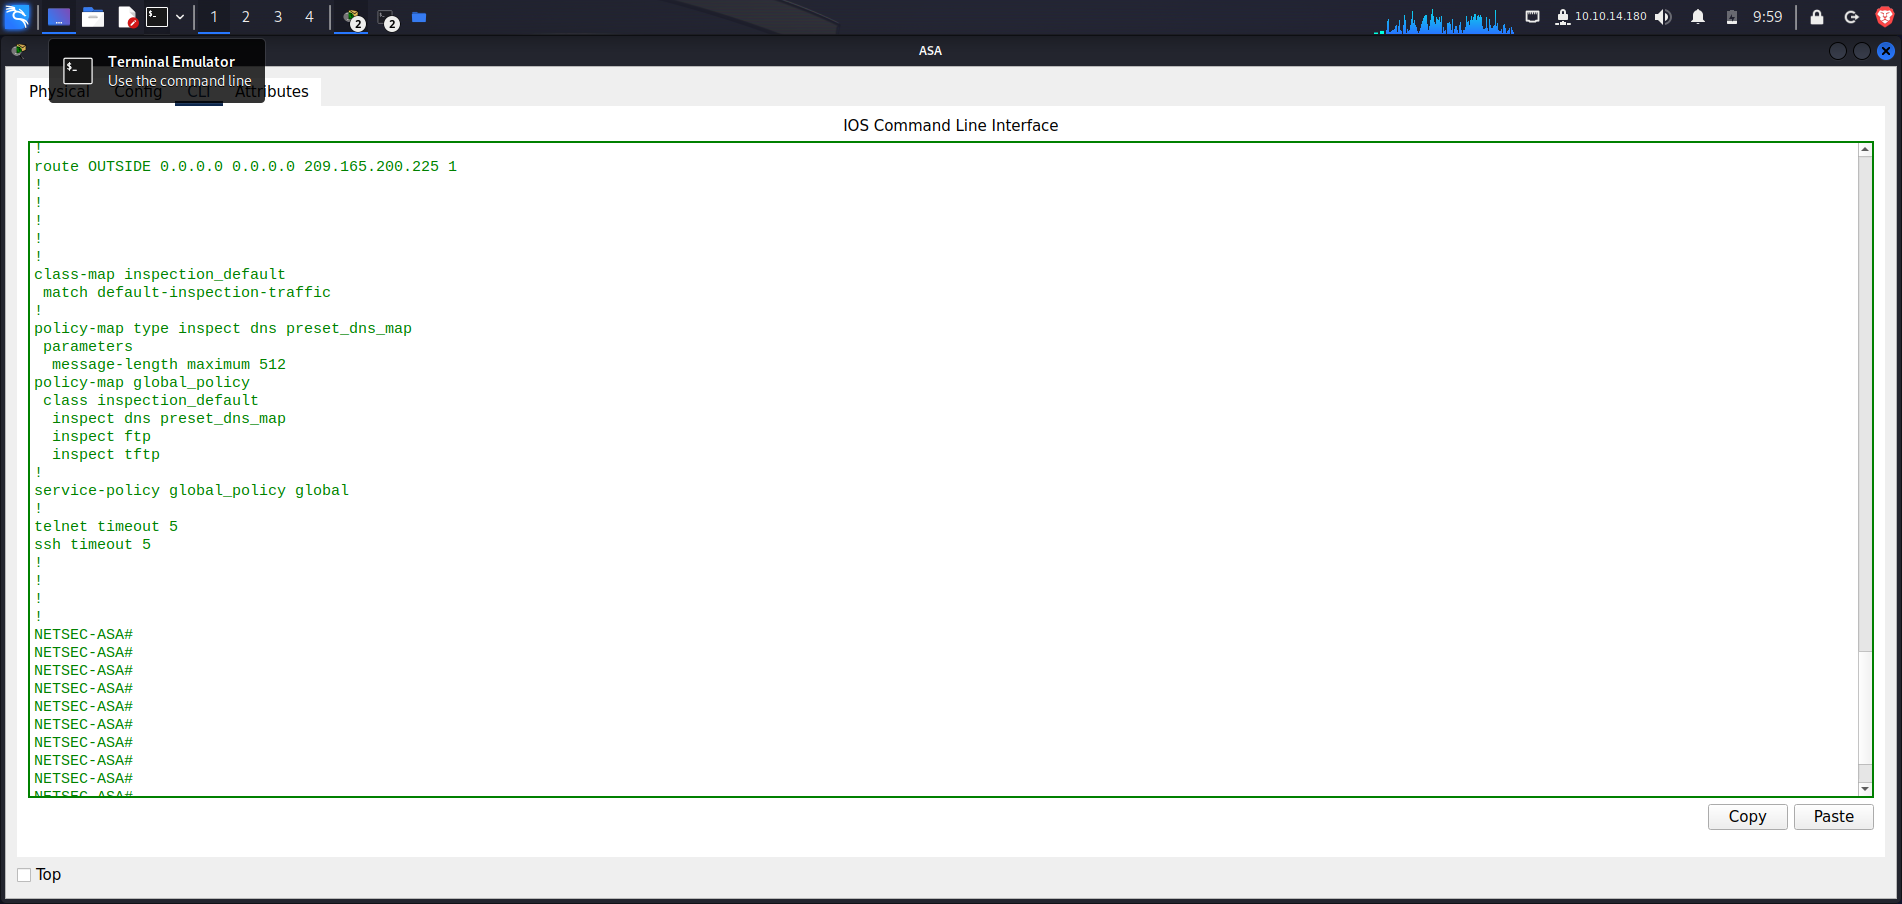 1 2 3 4 2 2 10.10.14.180 9:59
ASA
Terminal Emulator
Use the command line
Physical Config CLI Attributes
IOS Command Line Interface
!
route OUTSIDE 0.0.0.0 0.0.0.0 209.165.200.225 1
!
!
!
!
!
class-map inspection_default
match default-inspection-traffic
!
policy-map type inspect dns preset_dns_map
parameters
message-length maximum 512
policy-map global_policy
class inspection_default
inspect dns preset_dns_map
inspect ftp
inspect tftp
!
service-policy global_policy global
!
telnet timeout 5
ssh timeout 5
!
!
!
!
NETSEC-ASA#
NETSEC-ASA#
NETSEC-ASA#
NETSEC-ASA#
NETSEC-ASA#
NETSEC-ASA#
NETSEC-ASA#
NETSEC-ASA#
NETSEC-ASA#
NETSEC-ASA#
Copy Paste
Top